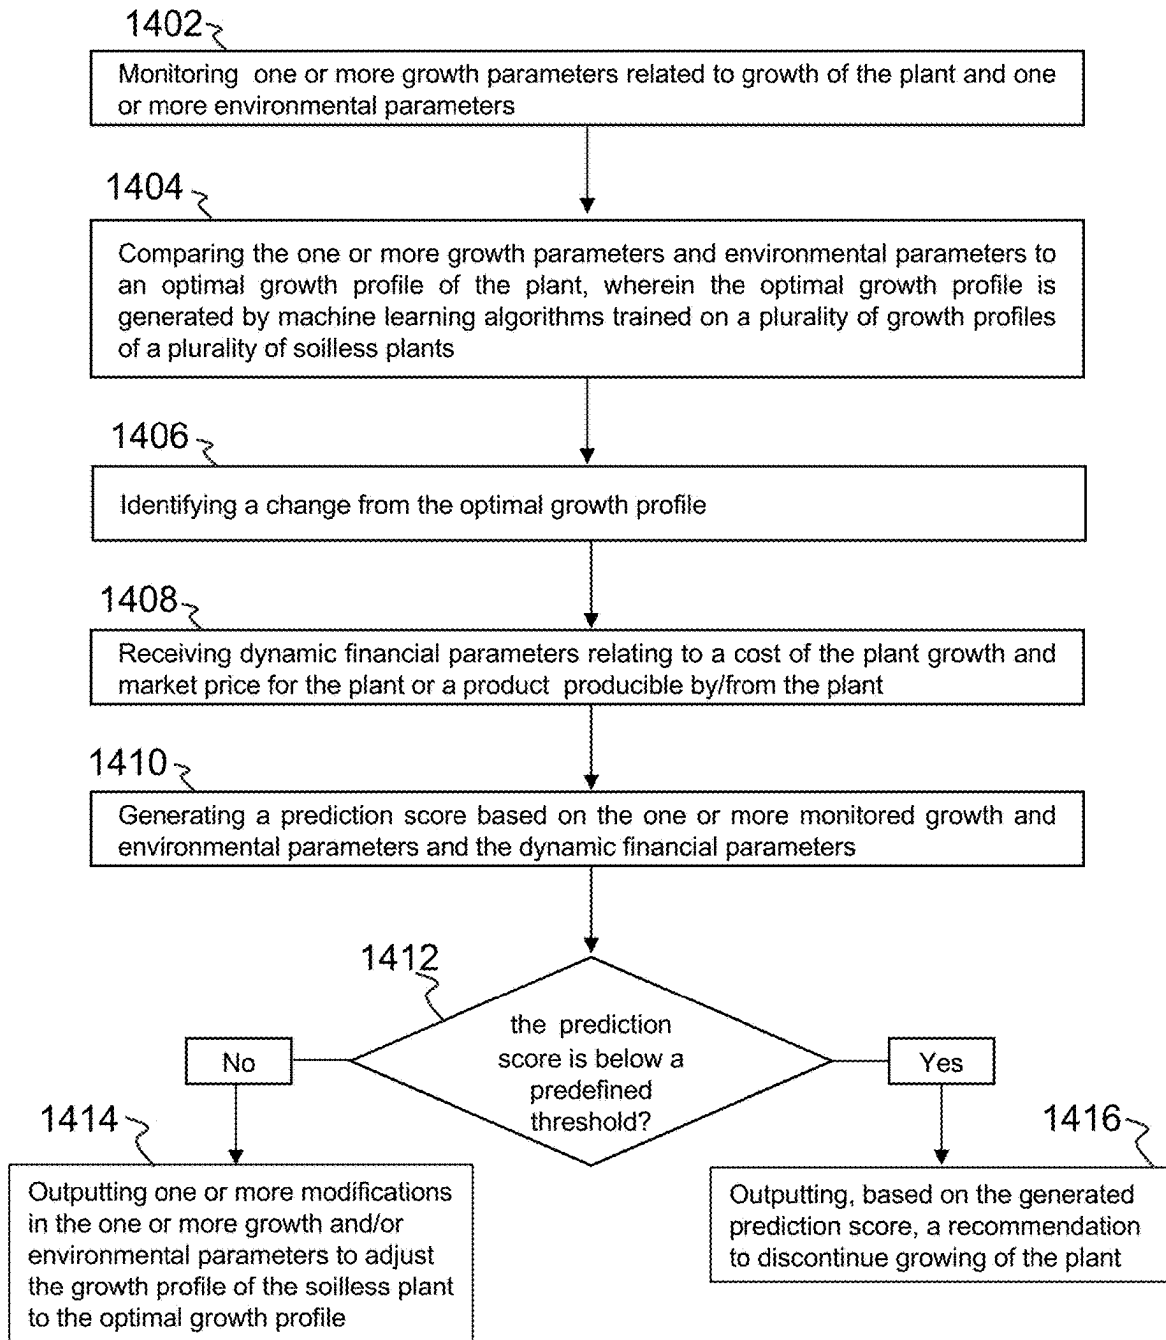 1402
Monitoring one or more growth parameters related to growth of the plant and one
or more environmental parameters
1404
Comparing the one or more growth parameters and environmental parameters to
an optimal growth profile of the plant, wherein the optimal growth profile is
generated by machine learning algorithms trained on a plurality of growth profiles
of a plurality of soilless plants
1406
Identifying a change from the optimal growth profile
1408
Receiving dynamic financial parameters relating to a cost of the plant growth and
market price for the plant or a product producible by/from the plant
1410
Generating a prediction score based on the one or more monitored growth and
environmental parameters and the dynamic financial parameters
1412
the prediction
score is below a
predefined
threshold?
No
Yes
1414
Outputting one or more modifications
in the one or more growth and/or
environmental parameters to adjust
the growth profile of the soilless plant
to the optimal growth profile
1416
Outputting, based on the generated
prediction score, a recommendation
to discontinue growing of the plant